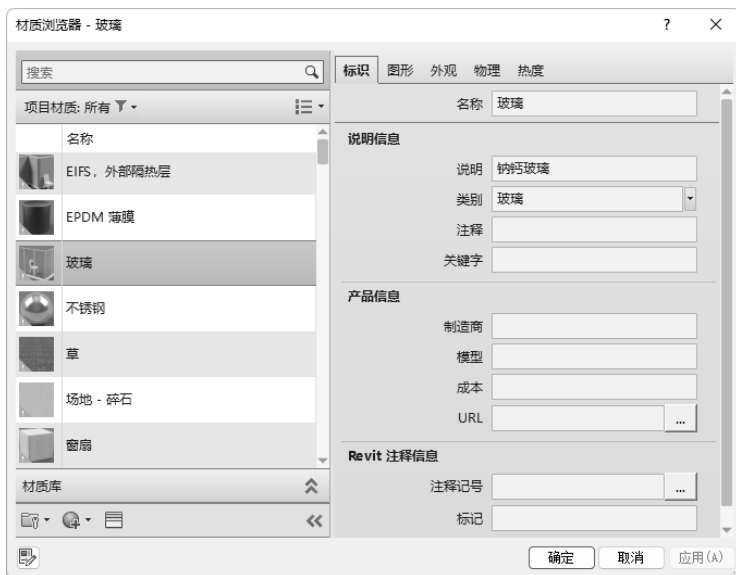 材质浏览器 - 玻璃
? ×
搜索
项目材质: 所有
名称
EIFS，外部隔热层
EPDM 薄膜
玻璃
不锈钢
草
场地 - 碎石
窗扇
材质库
标识 图形 外观 物理 热度
名称 玻璃
说明信息
说明 钠钙玻璃
类别 玻璃
注释
关键字
产品信息
制造商
模型
成本
URL ...
Revit 注释信息
注释记号 ...
标记
确定 取消 应用(A)